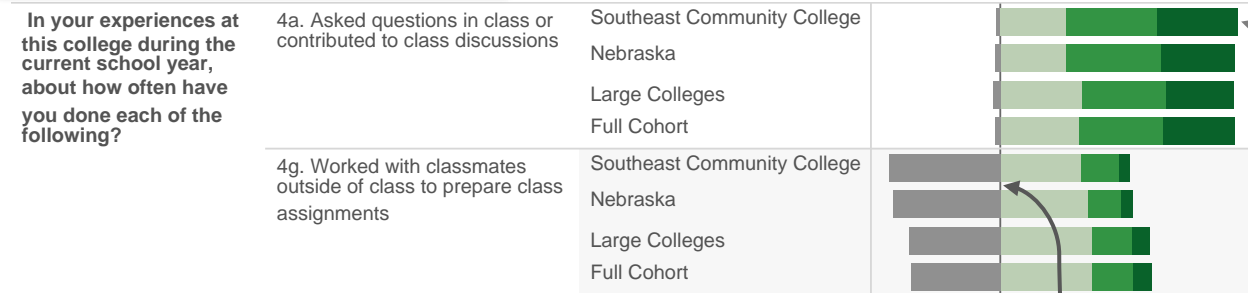 In your experiences at
this college during the
current school year,
about how often have
you done each of the
following?
4a. Asked questions in class or
contributed to class discussions
Southeast Community College
Nebraska
Large Colleges
Full Cohort
4g. Worked with classmates
outside of class to prepare class
assignments
Southeast Community College
Nebraska
Large Colleges
Full Cohort